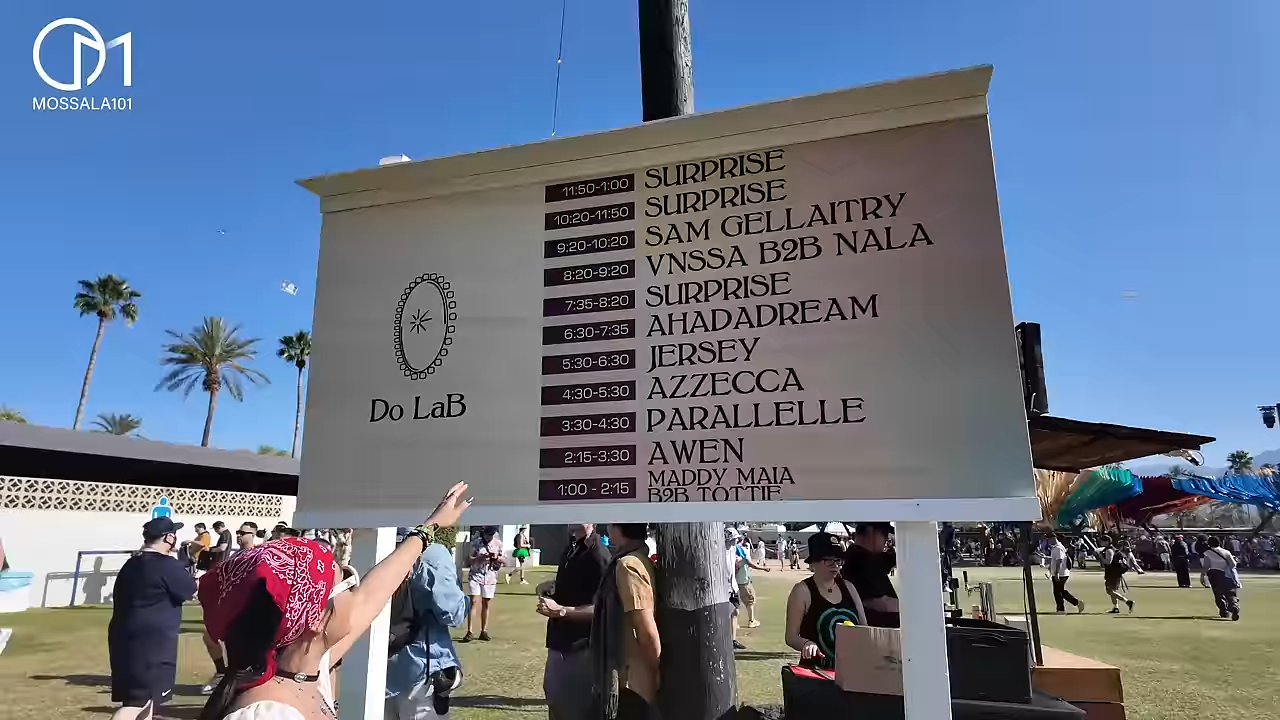 MOSSALA101
11:50-1:00 SURPRISE
10:20-11:50 SURPRISE
9:20-10:20 SAM GELLAITRY
8:20-9:20 VNSSA B2B NALA
7:35-8:20 SURPRISE
6:30-7:35 AHADADREAM
5:30-6:30 JERSEY
4:30-5:30 AZZECCA
3:30-4:30 PARALLELLE
2:15-3:30 AWEN
1:00 - 2:15 MADDY MAIA
B2B TOTTIE
Do LaB